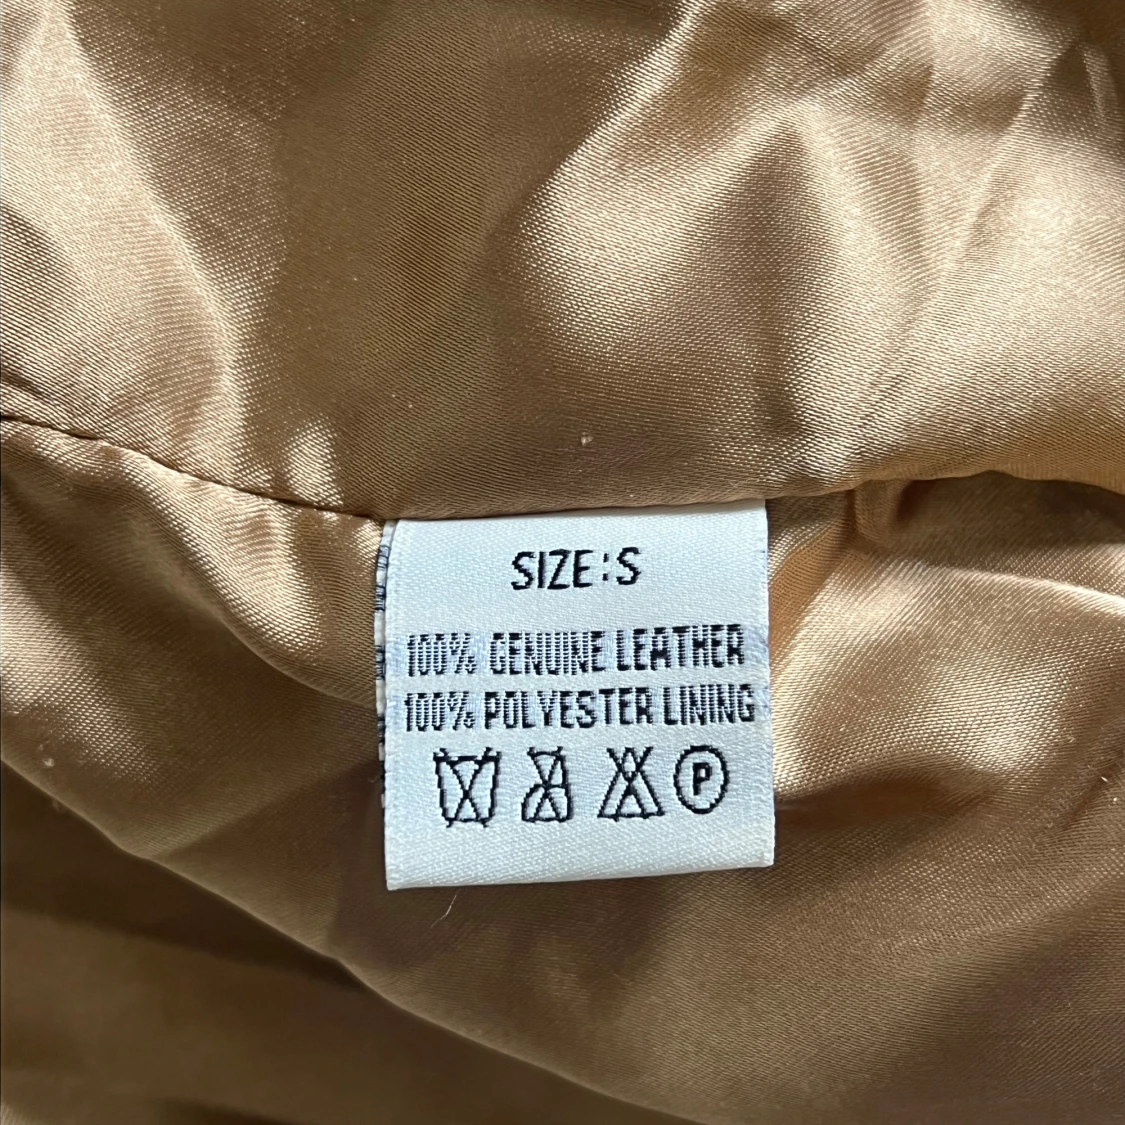 SIZE:S
100% GENUINE LEATHER
100% POLYESTER LINING
P